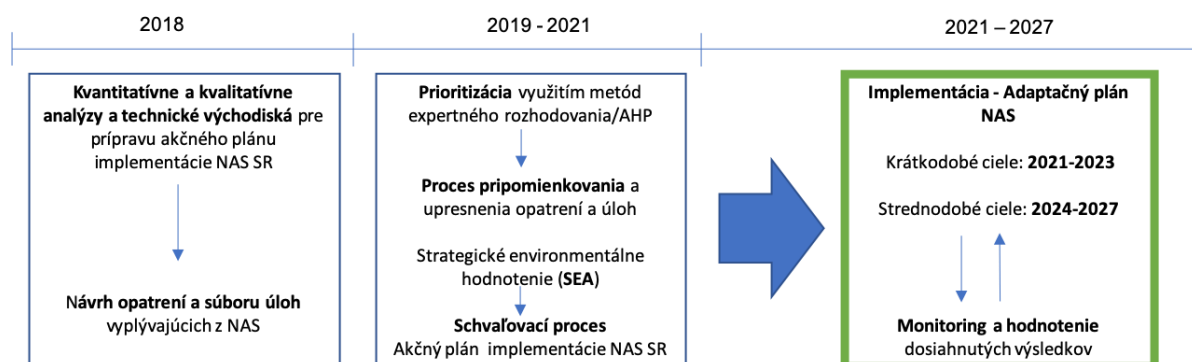 2018
2019 - 2021
2021 – 2027
Kvantitatívne a kvalitatívne
analýzy a technické východiská pre
prípravu akčného plánu
implementácie NAS SR
Návrh opatrení a súboru úloh
vyplývajúcich z NAS
Prioritizácia využitím metód
expertného rozhodovania/AHP
Proces pripomienkovania a
upresnenia opatrení a úloh
Strategické environmentálne
hodnotenie (SEA)
Schvaľovací proces
Akčný plán implementácie NAS SR
Implementácia - Adaptačný plán
NAS
Krátkodobé ciele: 2021-2023
Strednodobé ciele: 2024-2027
Monitoring a hodnotenie
dosiahnutých výsledkov